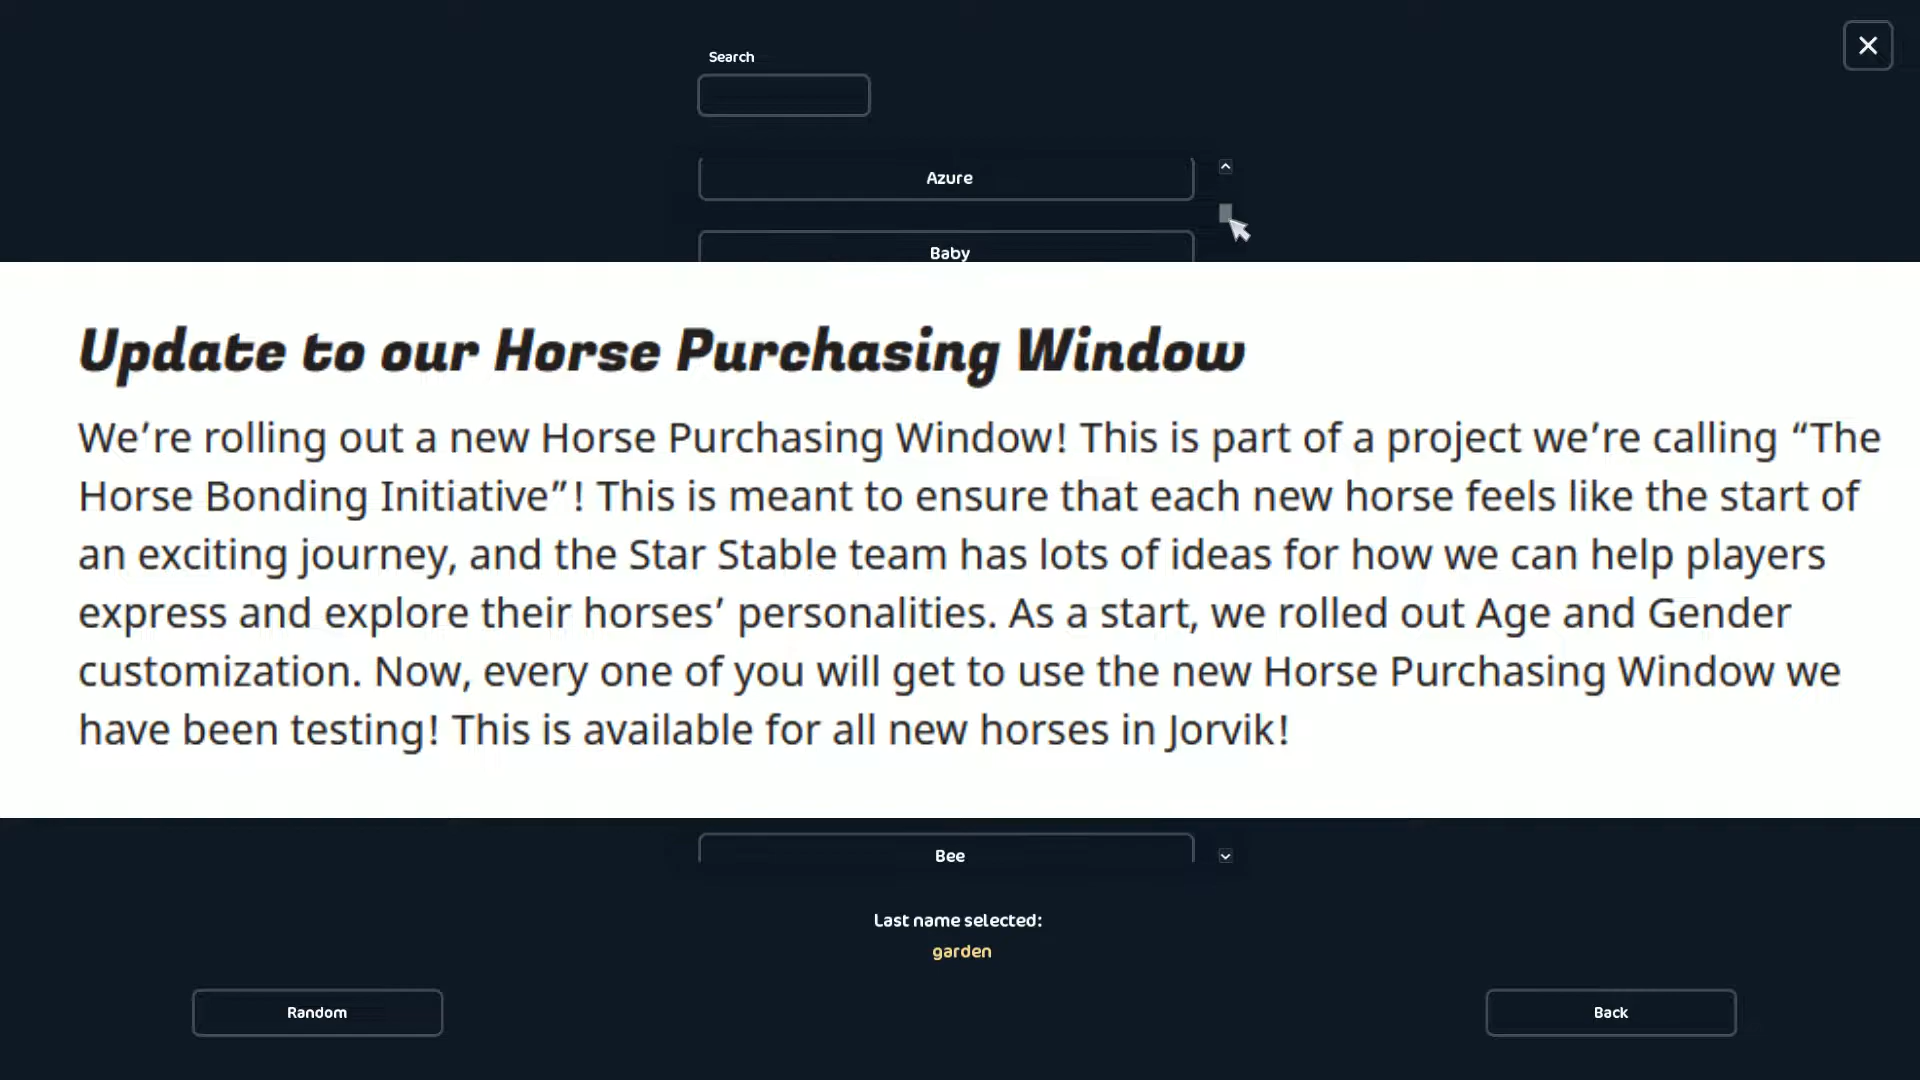 Search
Azure
Baby
Update to our Horse Purchasing Window
We’re rolling out a new Horse Purchasing Window! This is part of a project we’re calling “The
Horse Bonding Initiative”! This is meant to ensure that each new horse feels like the start of
an exciting journey, and the Star Stable team has lots of ideas for how we can help players
express and explore their horses’ personalities. As a start, we rolled out Age and Gender
customization. Now, every one of you will get to use the new Horse Purchasing Window we
have been testing! This is available for all new horses in Jorvik!
Bee
Last name selected:
garden
Random
Back